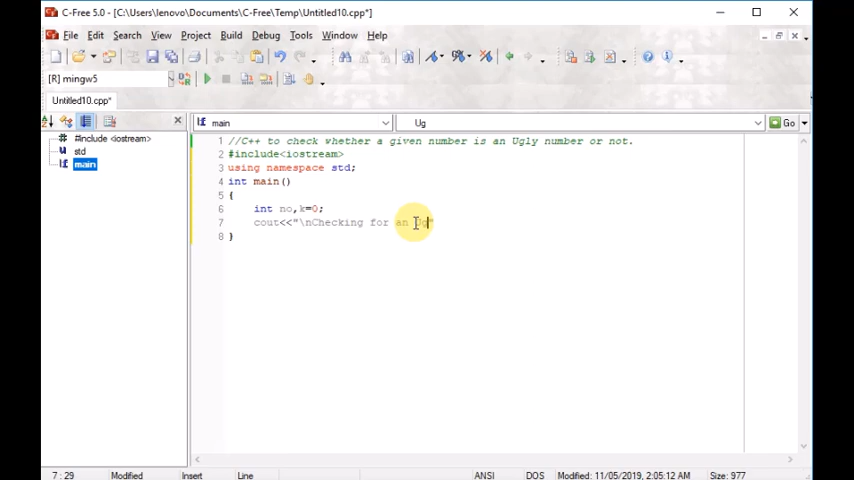 C-Free 5.0 - [C:\Users\lenovo\Documents\C-Free\Temp\Untitled10.cpp*]
File Edit Search View Project Build Debug Tools Window Help
[R] mingw5
Untitled10.cpp*
main
Ug
Go
#include <iostream>
std
main
1 //C++ to check whether a given number is an Ugly number or not.
2 #include<iostream>
3 using namespace std;
4 int main()
5 {
6 int no,k=0;
7 cout<<"\nChecking for an Ug"
8 }
7 : 29 Modified Insert Line ANSI DOS Modified: 11/05/2019, 2:05:12 AM Size: 977